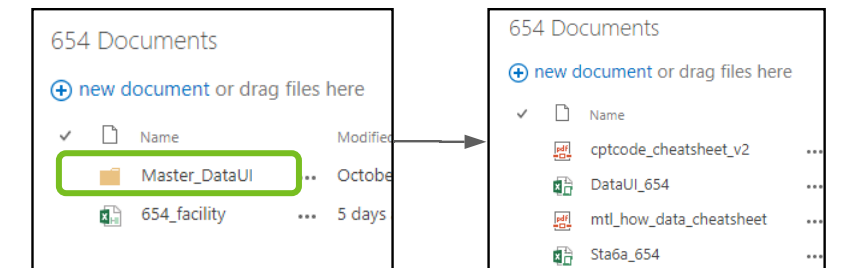 654 Documents
new document or drag files here
Name Modified
Master_DataUI ... Octobe
654_facility ... 5 days
654 Documents
new document or drag files here
Name
cptcode_cheatsheet_v2 ...
DataUI_654 ...
mtl_how_data_cheatsheet ...
Sta6a_654 ...